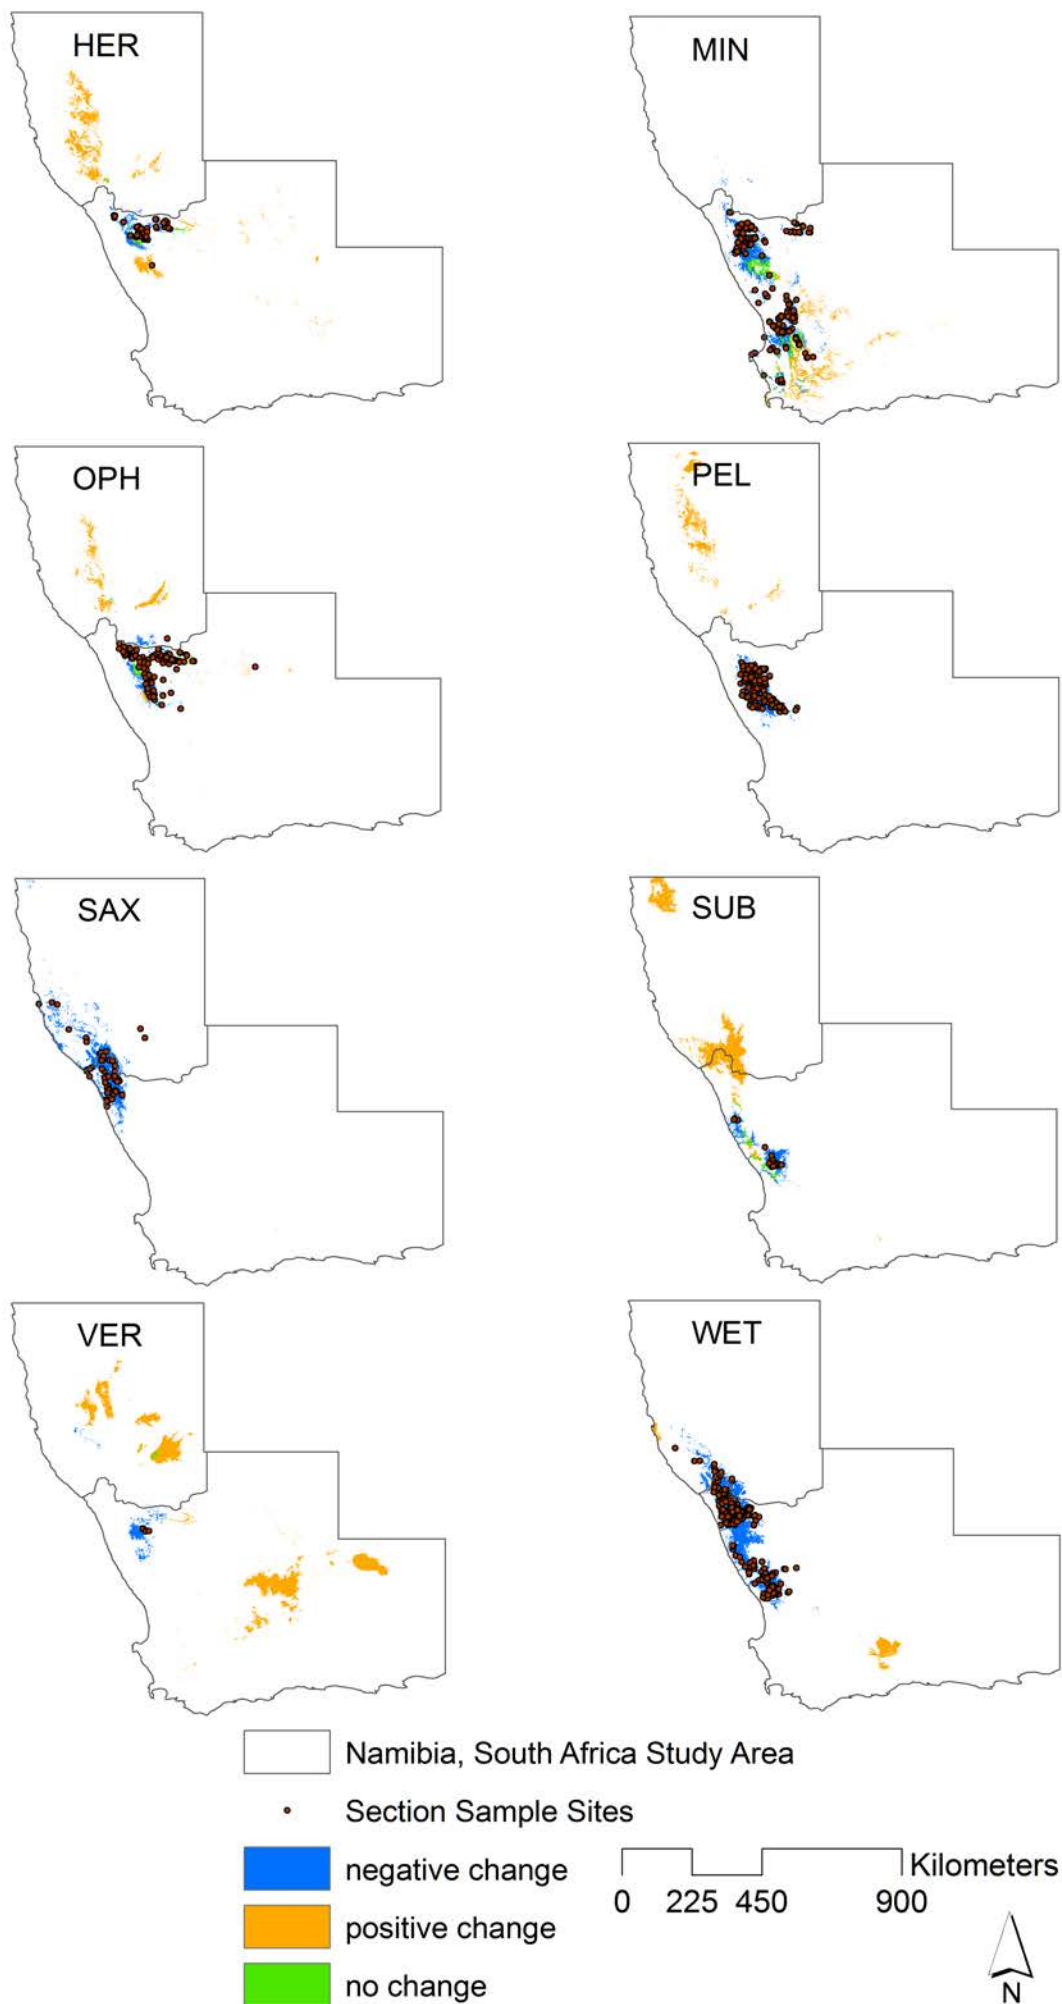 HER
MIN
OPH
PEL
SAX
SUB
VER
WET
Namibia, South Africa Study Area
Section Sample Sites
negative change
positive change
no change
Kilometers
0 225 450 900
N